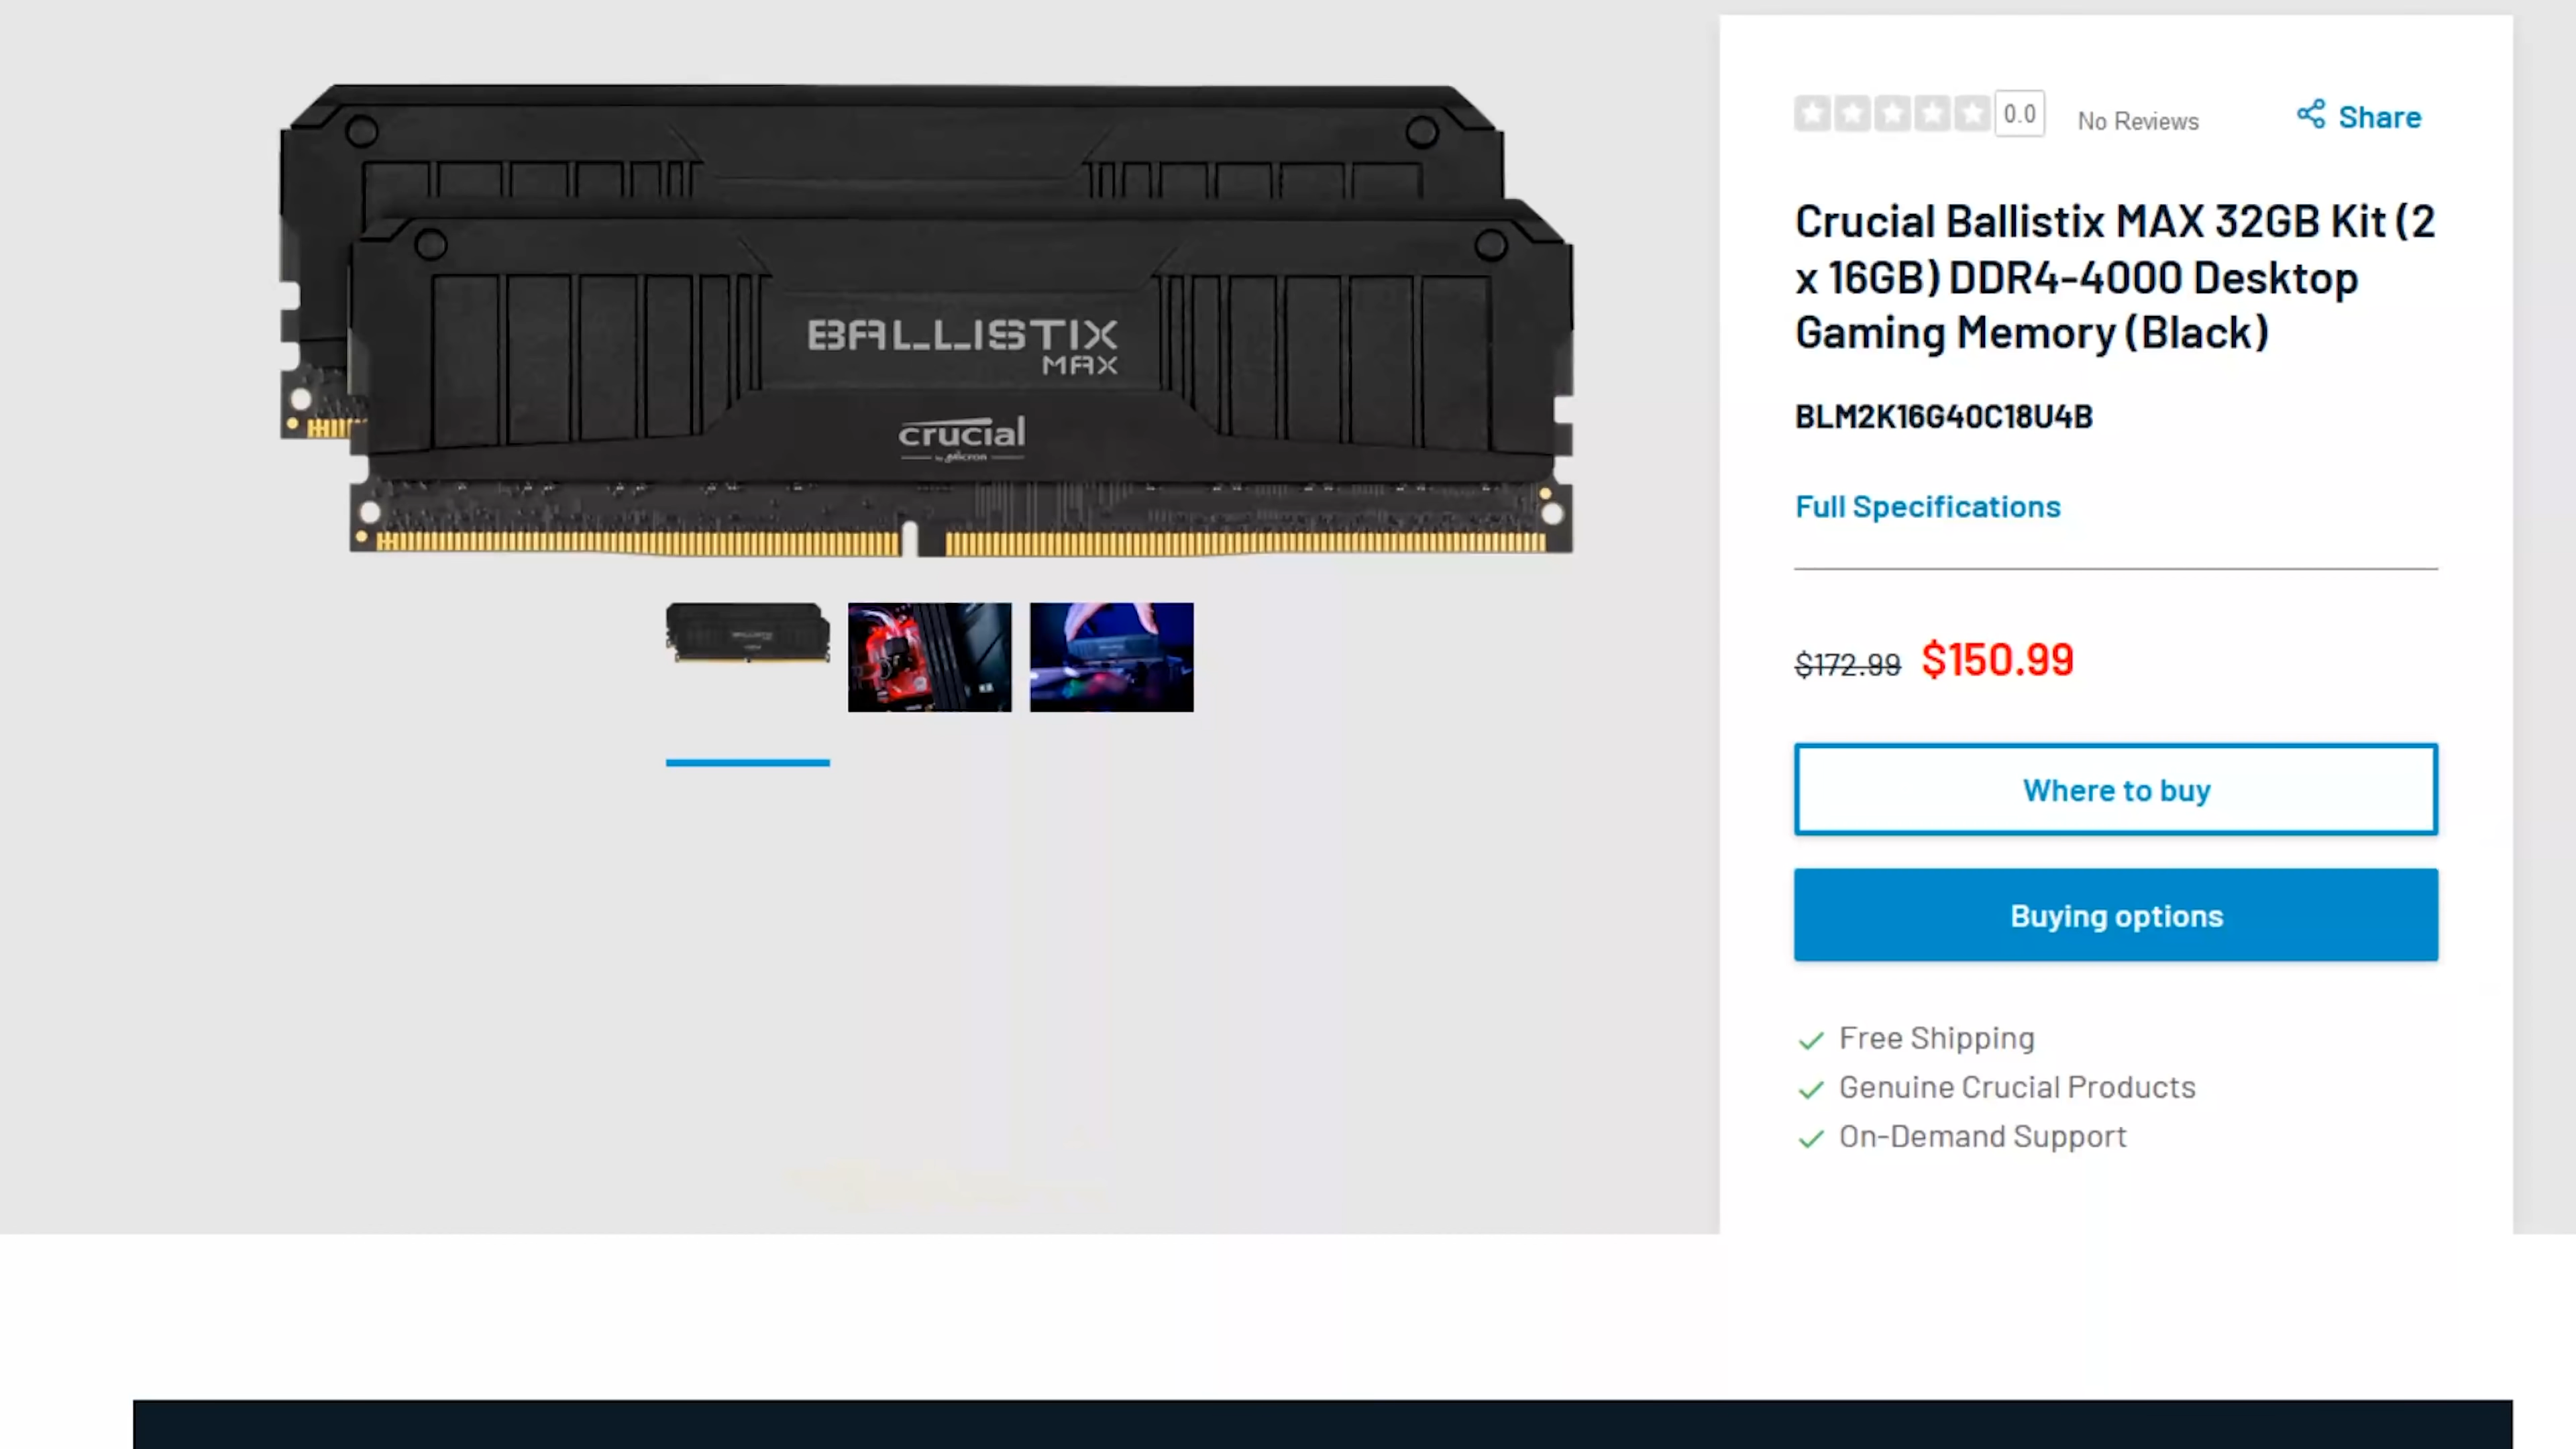 BALLISTIX
MAX
crucial
by Micron
0.0
No Reviews
Share
Crucial Ballistix MAX 32GB Kit (2
x 16GB) DDR4-4000 Desktop
Gaming Memory (Black)
BLM2K16G40C18U4B
Full Specifications
$172.99 $150.99
Where to buy
Buying options
Free Shipping
Genuine Crucial Products
On-Demand Support